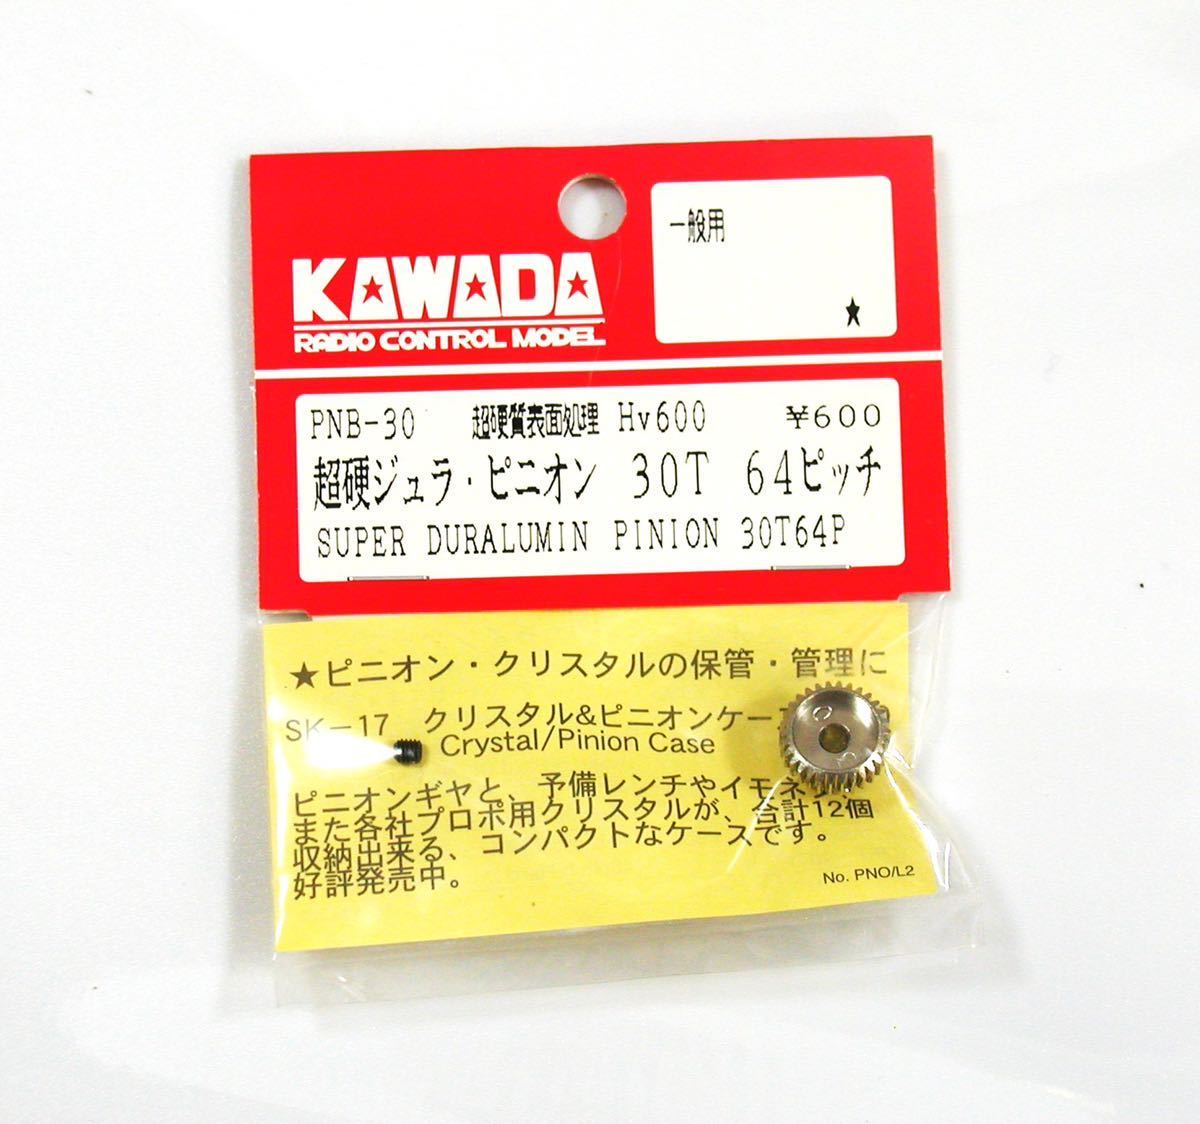 一般用
★
KAWADA
RADIO CONTROL MODEL
PNB-30 超硬質表面処理 Hv600 ¥600
超硬ジュラ・ピニオン 30T 64ピッチ
SUPER DURALUMIN PINION 30T64P
★ピニオン・クリスタルの保管・管理に
SK-17 クリスタル&ピニオンケー
Crystal/Pinion Case
ピニオンギヤと、予備レンチやイモネジ、
また各社プロポ用クリスタルが、合計12個
収納出来る、コンパクトなケースです。
好評発売中。
No. PNO/L2